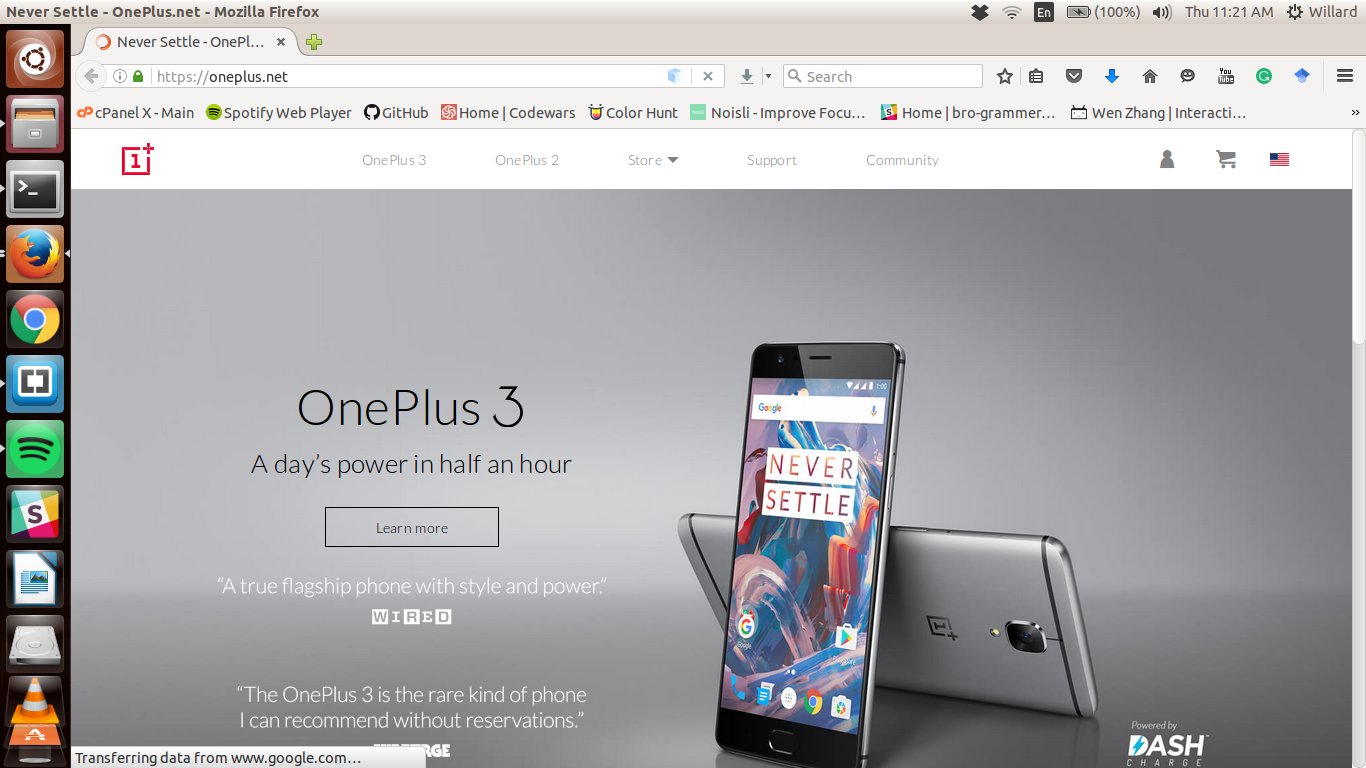 Never Settle - OnePlus.net - Mozilla Firefox
En
(100%)
Thu 11:21 AM
Willard
Never Settle - OnePl...
https://oneplus.net
Search
You
Tube
cPanel X - Main
Spotify Web Player
GitHub
Home | Codewars
Color Hunt
Noisli - Improve Focu...
Home | bro-grammer...
Wen Zhang | Interacti...
OnePlus 3
OnePlus 2
Store
Support
Community
OnePlus 3
A day's power in half an hour
Learn more
“A true flagship phone with style and power.”
WIRED
“The OnePlus 3 is the rare kind of phone
I can recommend without reservations.”
1:00
Google
NEVER
SETTLE
Powered by
DASH
CHARGE
Transferring data from www.google.com...